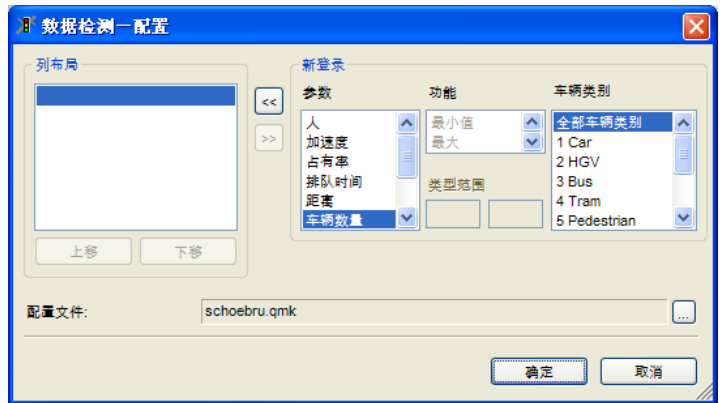 数据检测－配置
列布局
新登录
<<
>>
参数
功能
车辆类别
人
加速度
占有率
排队时间
距离
车辆数量
最小值
最大
类型范围
全部车辆类别
1 Car
2 HGV
3 Bus
4 Tram
5 Pedestrian
上移
下移
配置文件:
schoebru.qmk
...
确定
取消